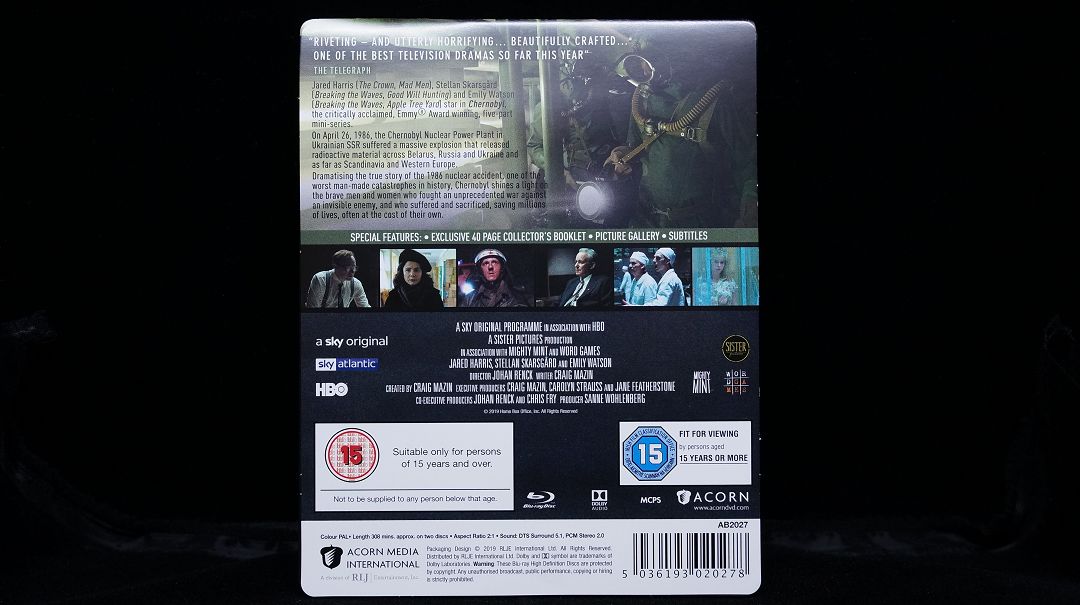 "RIVETING – AND UTTERLY HORRIFYING... BEAUTIFULLY CRAFTED...
ONE OF THE BEST TELEVISION DRAMAS SO FAR THIS YEAR"
THE TELEGRAPH
Jared Harris (The Crown, Mad Men), Stellan Skarsgård
(Breaking the Waves, Good Will Hunting) and Emily Watson
(Breaking the Waves, Apple Tree Yard) star in Chernobyl,
the critically acclaimed, Emmy® Award winning, five-part
mini-series.
On April 26, 1986, the Chernobyl Nuclear Power Plant in
Ukrainian SSR suffered a massive explosion that released
radioactive material across Belarus, Russia and Ukraine and
as far as Scandinavia and Western Europe.
Dramatising the true story of the 1986 nuclear accident, one of the
worst man-made catastrophes in history, Chernobyl shines a light on
the brave men and women who fought an unprecedented war against
an invisible enemy, and who suffered and sacrificed, saving millions
of lives, often at the cost of their own.
SPECIAL FEATURES: • EXCLUSIVE 40 PAGE COLLECTOR'S BOOKLET • PICTURE GALLERY • SUBTITLES
a sky original
sky atlantic
HBO
A SKY ORIGINAL PROGRAMME IN ASSOCIATION WITH HBO
A SISTER PICTURES PRODUCTION
IN ASSOCIATION WITH MIGHTY MINT AND WORD GAMES
JARED HARRIS, STELLAN SKARSGÅRD AND EMILY WATSON
DIRECTOR JOHAN RENCK WRITER CRAIG MAZIN
CREATED BY CRAIG MAZIN EXECUTIVE PRODUCERS CRAIG MAZIN, CAROLYN STRAUSS AND JANE FEATHERSTONE
CO-EXECUTIVE PRODUCERS JOHAN RENCK AND CHRIS FRY PRODUCER SANNE WOHLENBERG
© 2019 Home Box Office, Inc. All Rights Reserved
SISTER
pictures
MIGHTY
MINT
WOR
DGA
MES
15
Suitable only for persons
of 15 years and over.
Not to be supplied to any person below that age.
15
FIT FOR VIEWING
by persons aged
15 YEARS OR MORE
Blu-ray Disc
DOLBY
AUDIO
MCPS
ACORN
www.acorndvd.com
AB2027
Colour PAL • Length 308 mins. approx. on two discs • Aspect Ratio 2:1 • Sound: DTS Surround 5.1, PCM Stereo 2.0
ACORN MEDIA
INTERNATIONAL
A division of RLJ Entertainment, Inc.
Packaging Design © 2019 RLJE International Ltd. All Rights Reserved.
Distributed by RLJE International Ltd. Dolby and symbol are trademarks of
Dolby Laboratories. Warning: These Blu-ray High Definition Discs are protected
by copyright. Any unauthorised broadcast, public performance, copying or hiring
is strictly prohibited.
5 036193 020278